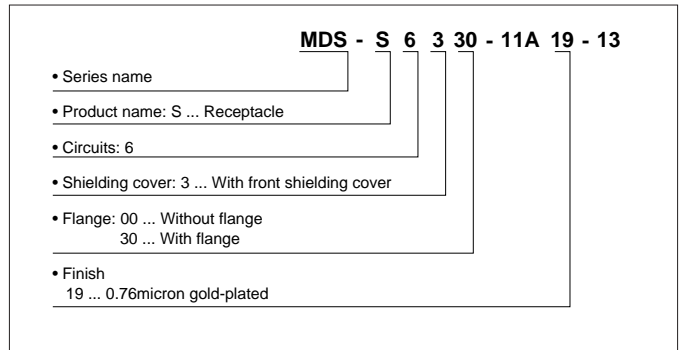 MDS - S 6 3 30 - 11A 19 - 13
• Series name
• Product name: S ... Receptacle
• Circuits: 6
• Shielding cover: 3 ... With front shielding cover
• Flange: 00 ... Without flange
30 ... With flange
• Finish
19 ... 0.76micron gold-plated